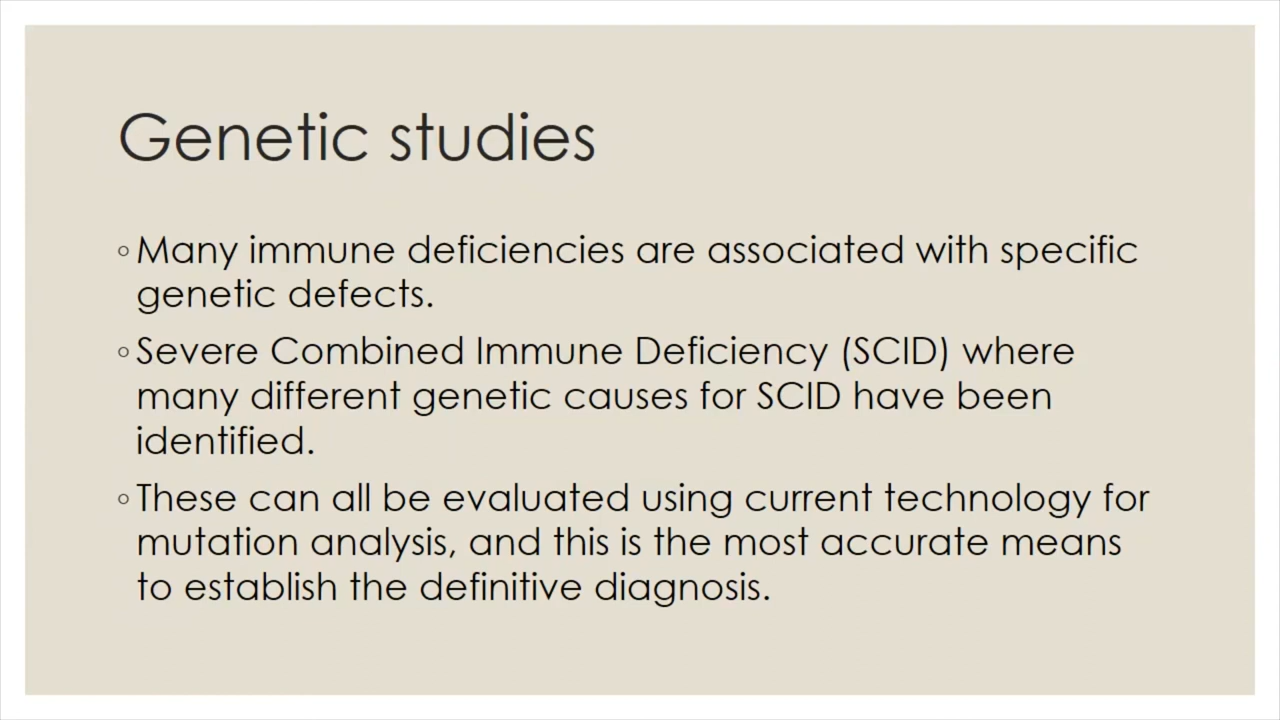 Genetic studies
◦Many immune deficiencies are associated with specific
genetic defects.
◦Severe Combined Immune Deficiency (SCID) where
many different genetic causes for SCID have been
identified.
◦These can all be evaluated using current technology for
mutation analysis, and this is the most accurate means
to establish the definitive diagnosis.